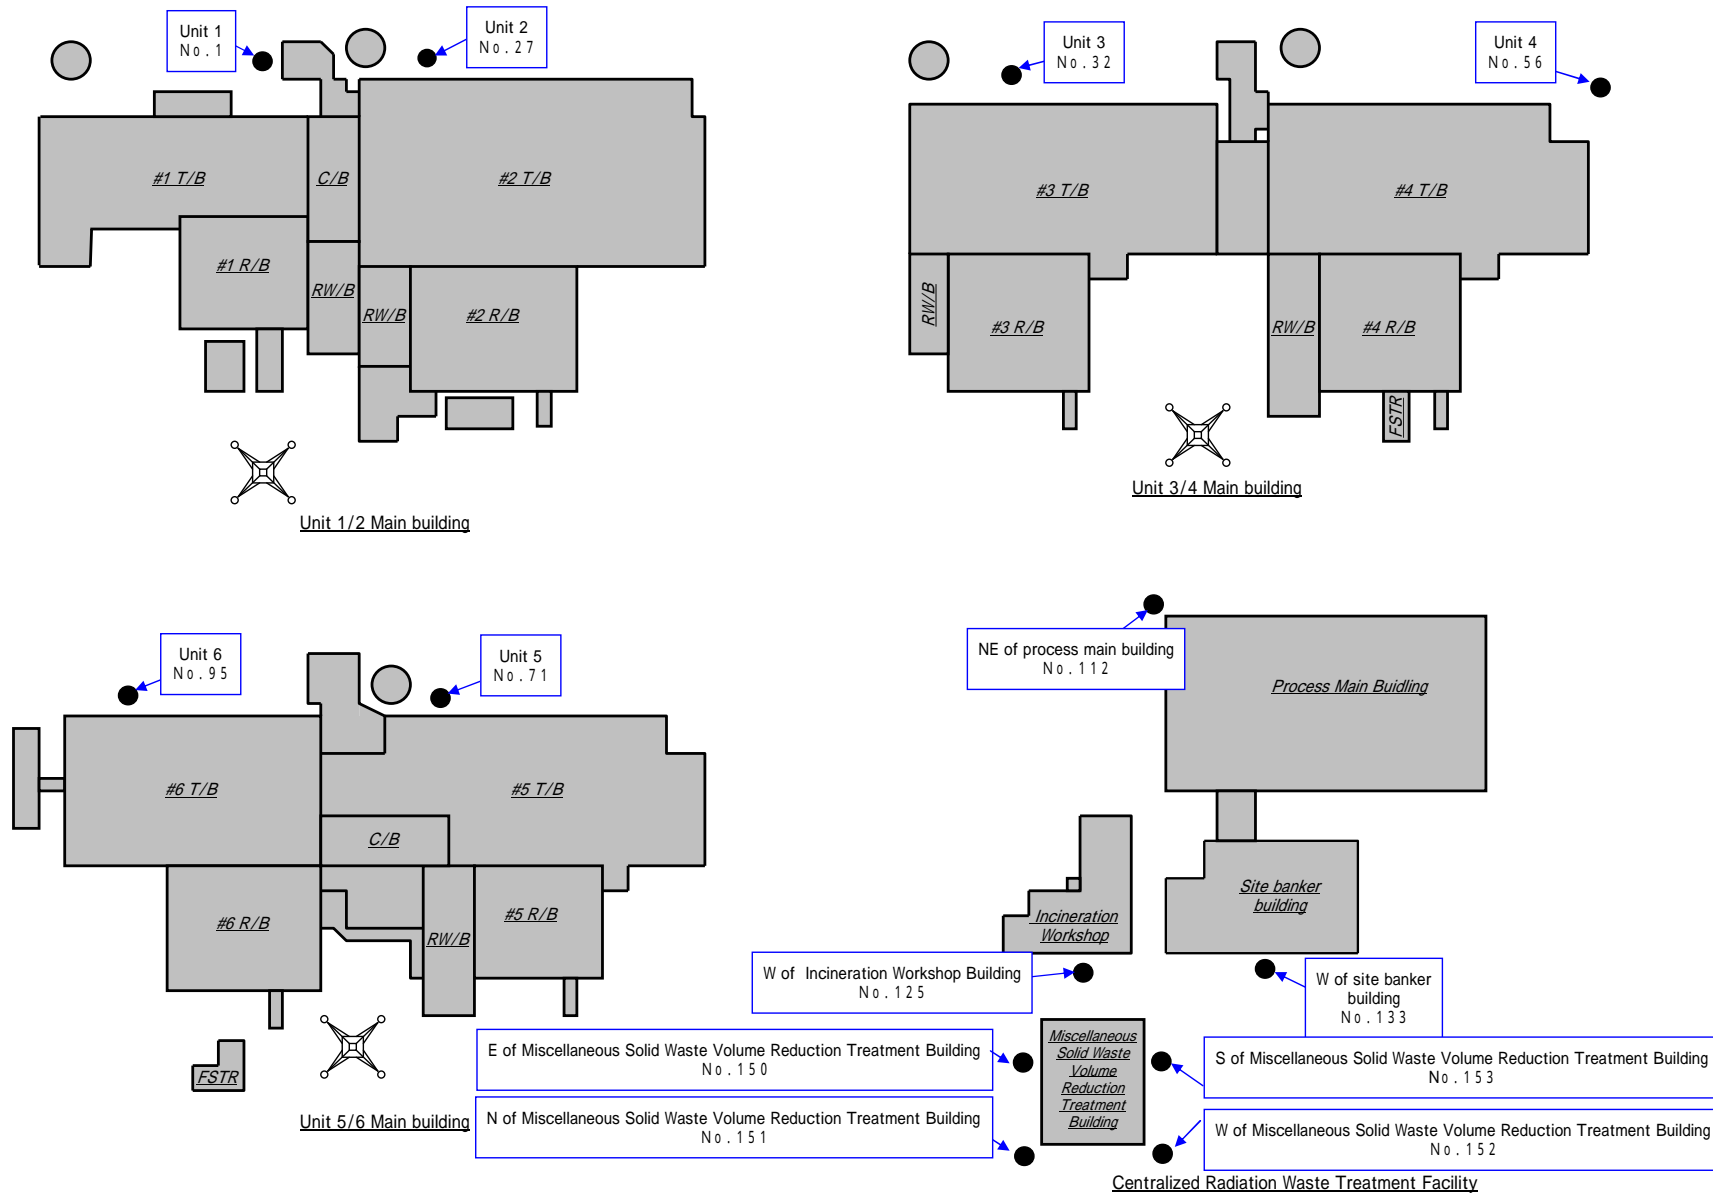 Unit 1
No.1
Unit 2
No.27
#1 T/B
C/B
#2 T/B
#1 R/B
RW/B
RW/B
#2 R/B
Unit 1/2 Main building
Unit 3
No.32
Unit 4
No.56
#3 T/B
#4 T/B
RW/B
#3 R/B
RW/B
#4 R/B
FSTR
Unit 3/4 Main building
Unit 6
No.95
Unit 5
No.71
#6 T/B
#5 T/B
C/B
#6 R/B
RW/B
#5 R/B
FSTR
Unit 5/6 Main building
NE of process main building
No.112
Process Main Buidling
Site banker
building
Incineration
Workshop
W of Incineration Workshop Building
No.125
W of site banker
building
No.133
E of Miscellaneous Solid Waste Volume Reduction Treatment Building
No.150
Miscellaneous
Solid Waste
Volume
Reduction
Treatment
Building
S of Miscellaneous Solid Waste Volume Reduction Treatment Building
No.153
N of Miscellaneous Solid Waste Volume Reduction Treatment Building
No.151
W of Miscellaneous Solid Waste Volume Reduction Treatment Building
No.152
Centralized Radiation Waste Treatment Facility